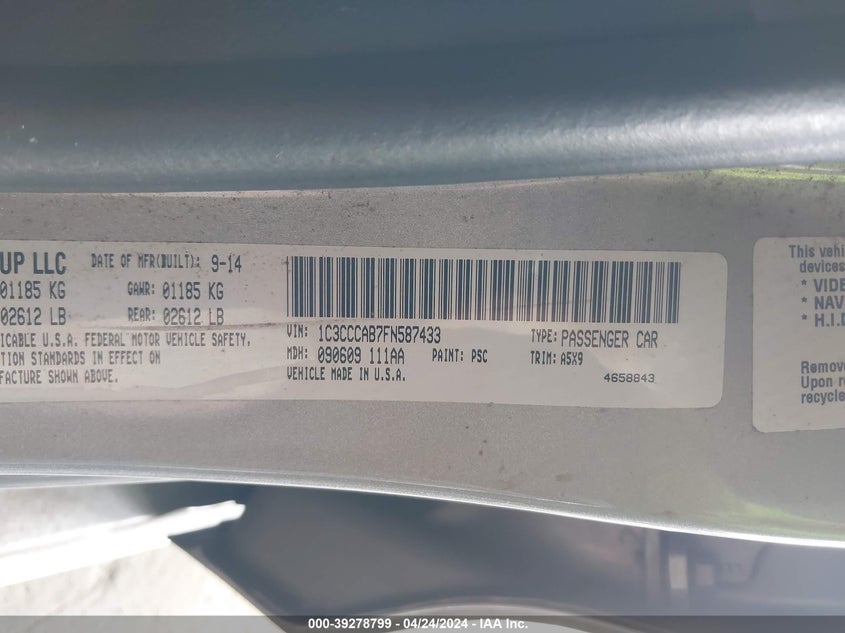 UP LLC DATE OF MFR(BUILT): 9-14
01185 KG GAWR: 01185 KG
02612 LB REAR: 02612 LB
ICABLE U.S.A. FEDERAL MOTOR VEHICLE SAFETY,
TION STANDARDS IN EFFECT ON
FACTURE SHOWN ABOVE.
VIN: 1C3CCCAB7FN587433 TYPE: PASSENGER CAR
MDH: 090609 111AA PAINT: PSC TRIM: A5X9
VEHICLE MADE IN U.S.A. 4658843
This vehi
devices
* VIDE
* NAV
* H.I.D
Remov
Upon r
recycle
000-39278799 - 04/24/2024 - IAA Inc.